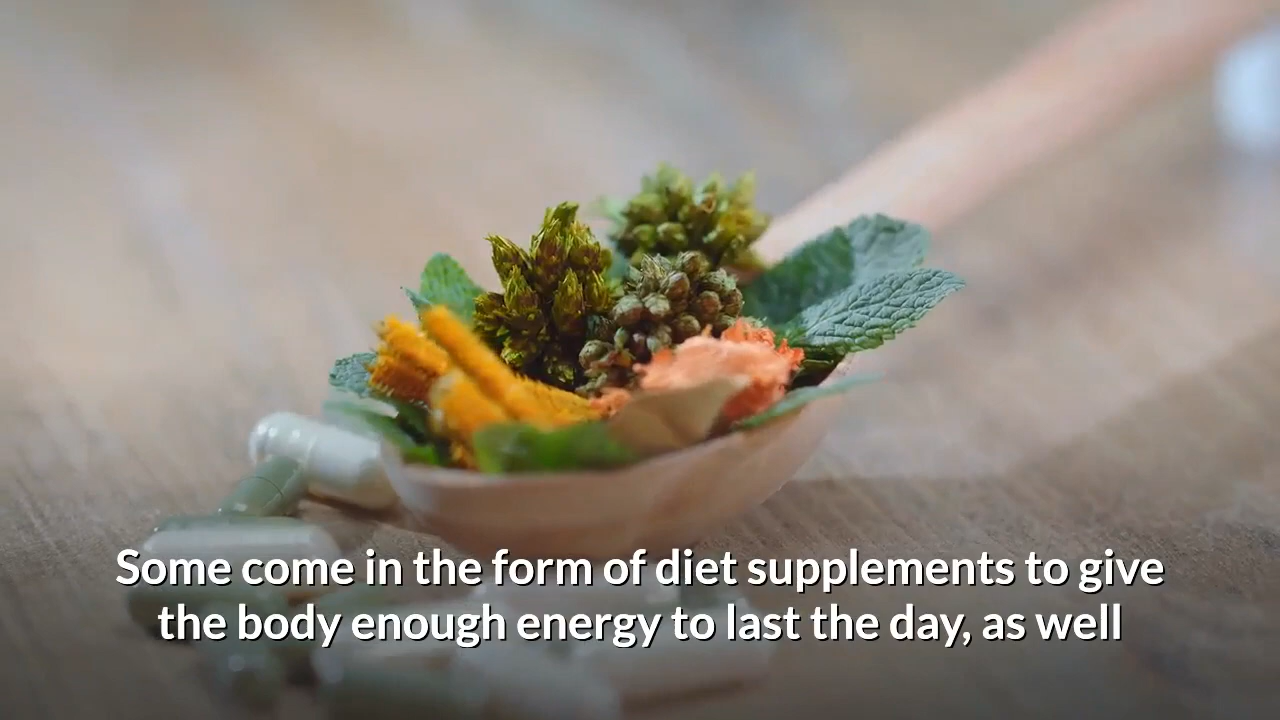 Some come in the form of diet supplements to give
the body enough energy to last the day, as well